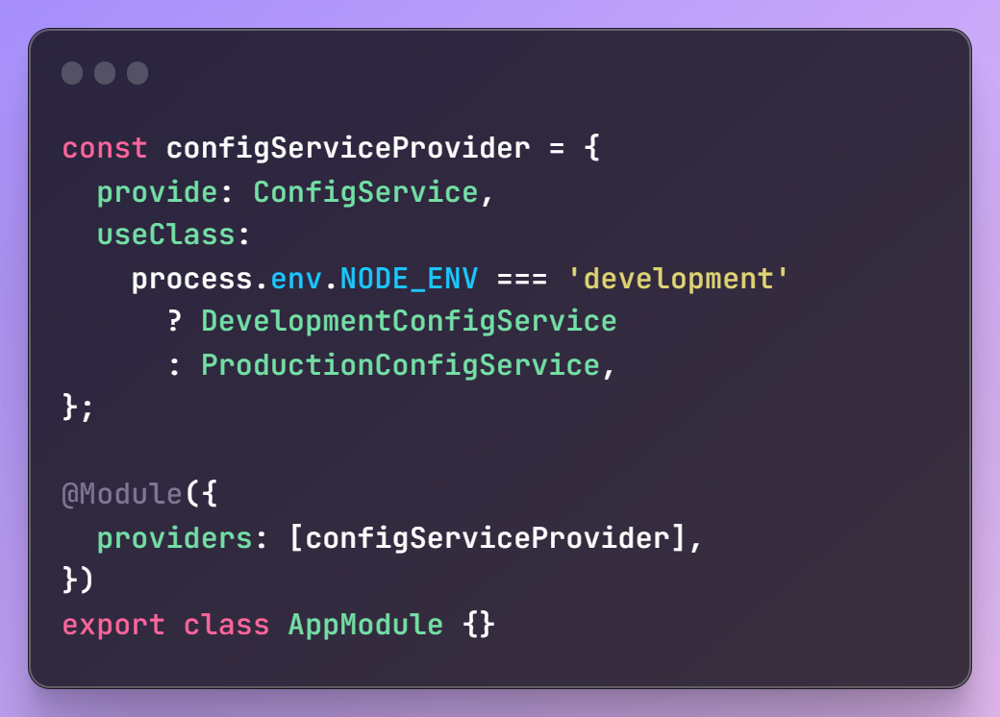 const configServiceProvider = {
  provide: ConfigService,
  useClass:
    process.env.NODE_ENV === 'development'
      ? DevelopmentConfigService
      : ProductionConfigService,
};

@Module({
  providers: [configServiceProvider],
})
export class AppModule {}